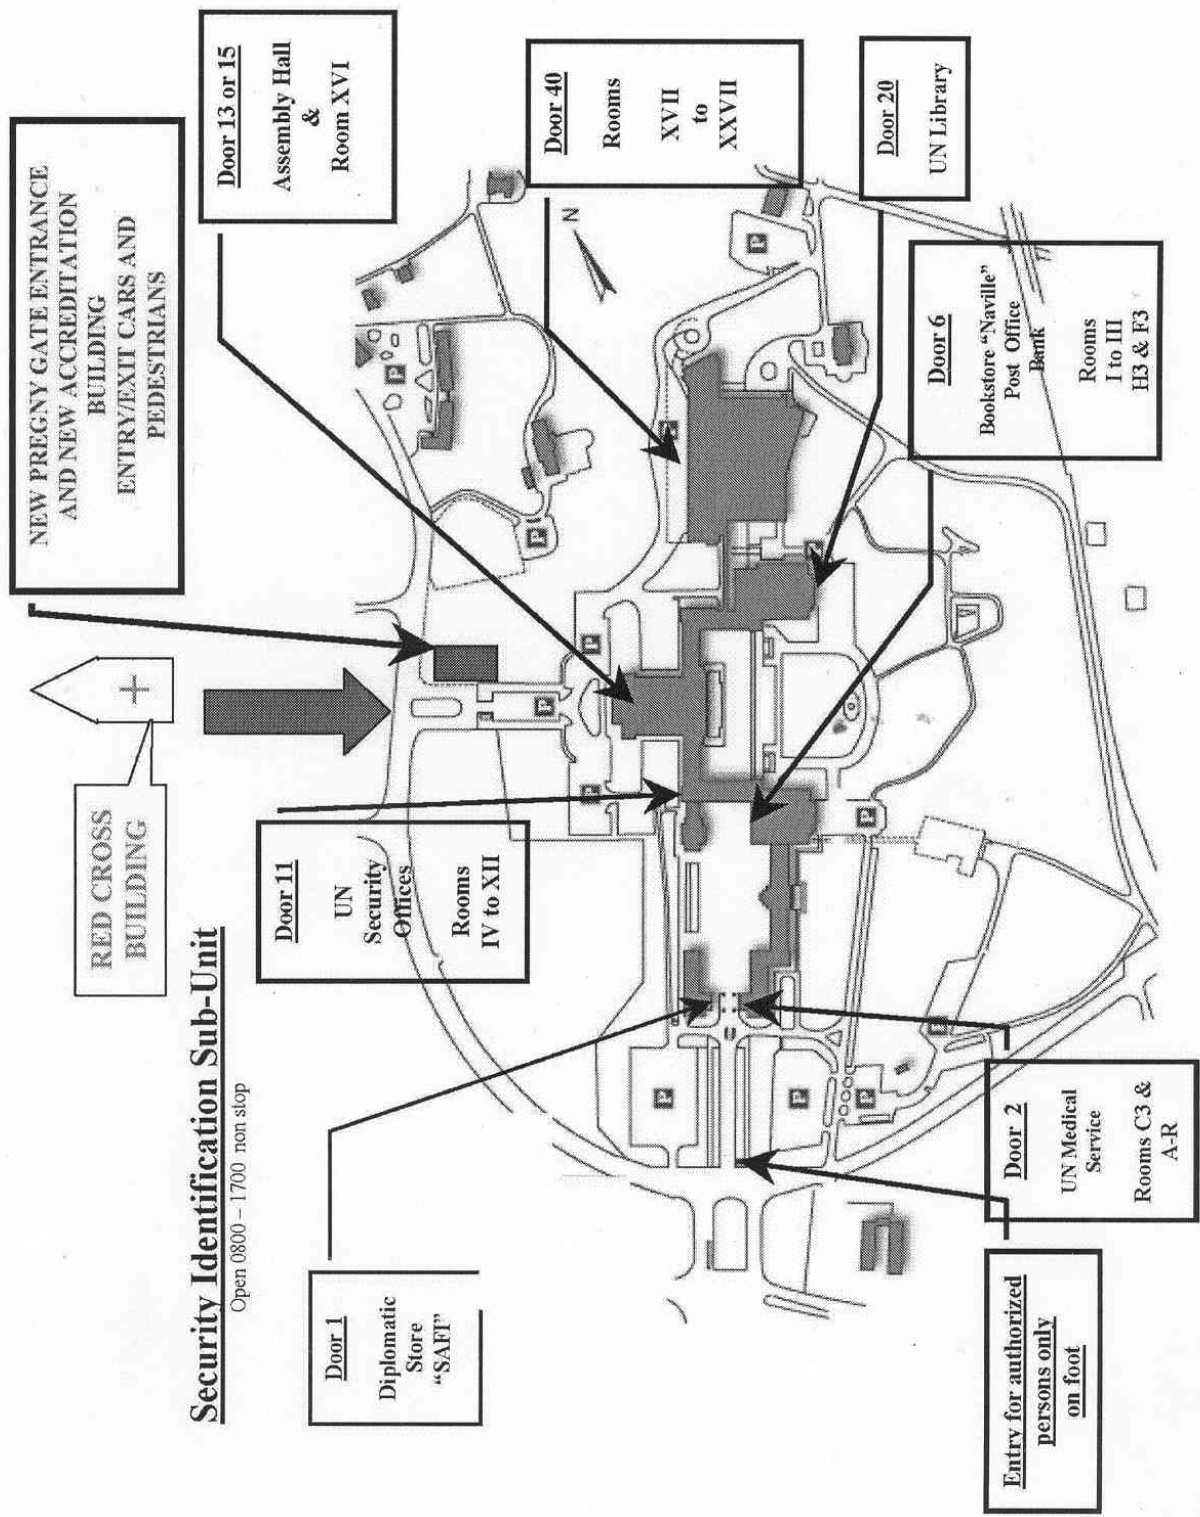 NEW PREGNY GATE ENTRANCE
AND NEW ACCREDITATION
BUILDING
ENTRY/EXIT CARS AND
PEDESTRIANS
RED CROSS
BUILDING
Security Identification Sub-Unit
Open 0800 – 1700 non stop
Door 13 or 15
Assembly Hall
&
Room XVI
Door 11
UN
Security
Offices
Rooms
IV to XII
Door 1
Diplomatic
Store
"SAFI"
Door 40
Rooms
XVII
to
XXVII
N
P
P
P
P
P
P
P
P
P
P
P
P
P
Door 20
UN Library
Door 6
Bookstore "Naville"
Post Office
Bank
Rooms
I to III
H3 & F3
Door 2
UN Medical
Service
Rooms C3 &
A-R
Entry for authorized
persons only
on foot